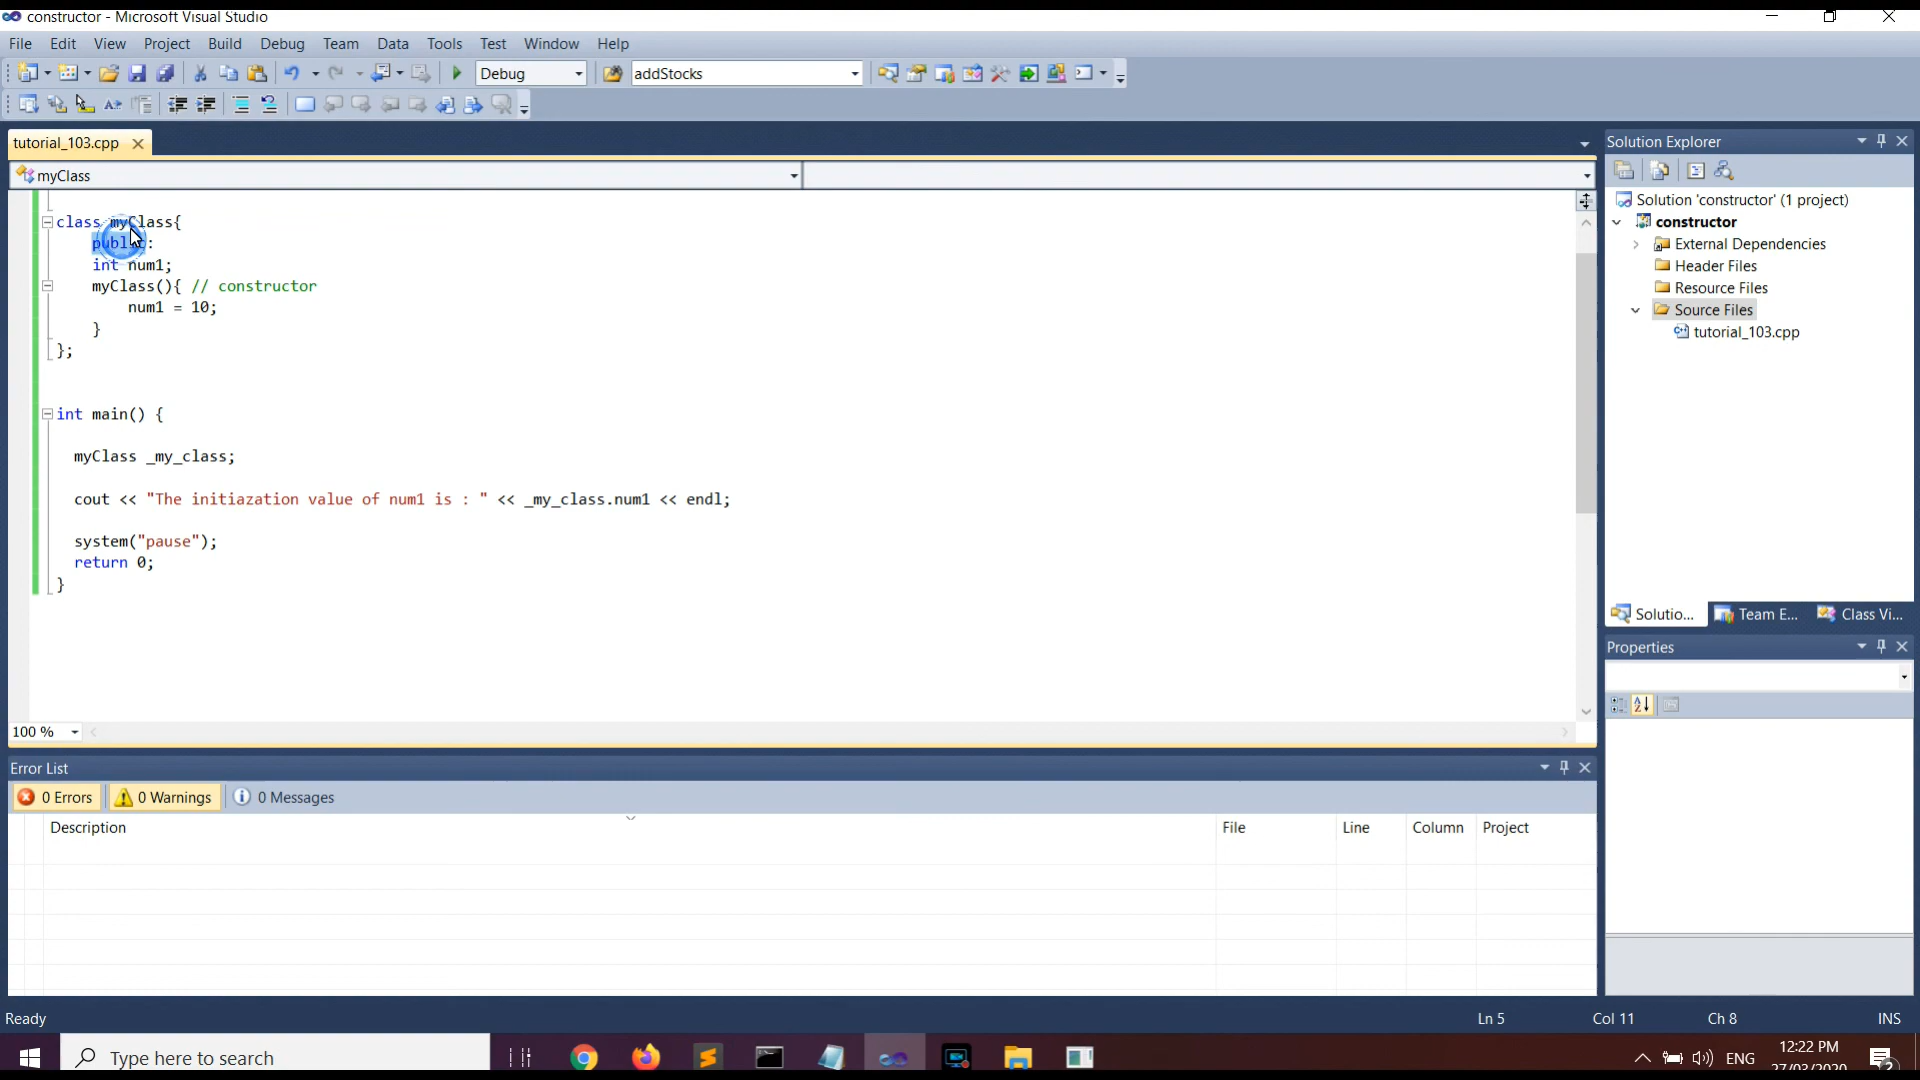 constructor - Microsoft Visual Studio
File Edit View Project Build Debug Team Data Tools Test Window Help
Debug addStocks
tutorial_103.cpp
myClass
class myClass{
public:
int num1;
myClass(){ // constructor
num1 = 10;
}
};
int main() {
myClass _my_class;
cout << "The initiazation value of num1 is : " << _my_class.num1 << endl;
system("pause");
return 0;
}
100 %
Solution Explorer
Solution 'constructor' (1 project)
constructor
External Dependencies
Header Files
Resource Files
Source Files
tutorial_103.cpp
Solutio... Team E... Class Vi...
Properties
Error List
0 Errors 0 Warnings 0 Messages
Description File Line Column Project
Ready Ln 5 Col 11 Ch 8 INS
Type here to search ENG 12:22 PM
27/03/2020
2